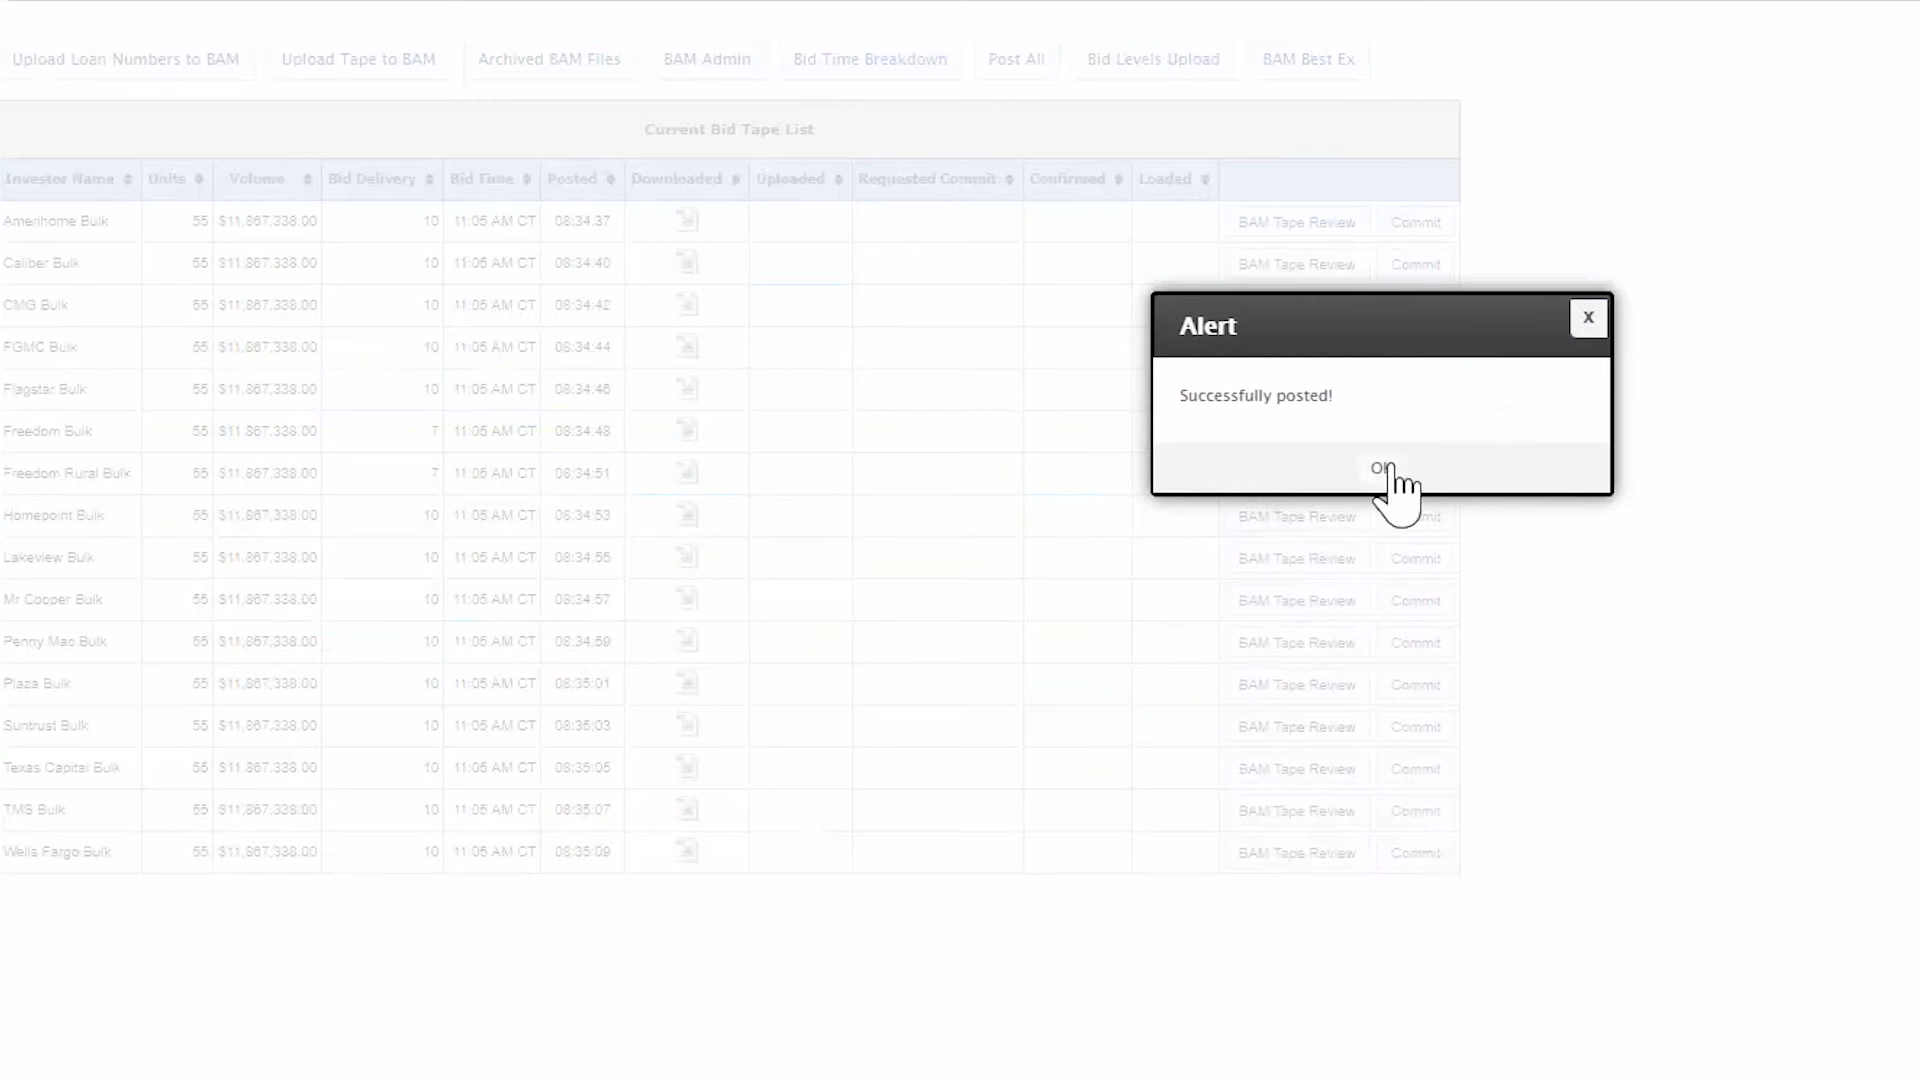 Upload Loan Numbers to BAM Upload Tape to BAM Archived BAM Files BAM Admin Bid Time Breakdown Post All Bid Levels Upload BAM Best Ex
Current Bid Tape List
Investor Name Units Volume Bid Delivery Bid Time Posted Downloaded Uploaded Requested Commit Confirmed Loaded
Amerihome Bulk 55 $11,867,338.00 10 11:05 AM CT 08:34:37 BAM Tape Review Commit
Caliber Bulk 55 $11,867,338.00 10 11:05 AM CT 08:34:40 BAM Tape Review Commit
CMG Bulk 55 $11,867,338.00 10 11:05 AM CT 08:34:42
FGMC Bulk 55 $11,867,338.00 10 11:05 AM CT 08:34:44
Flagstar Bulk 55 $11,867,338.00 10 11:05 AM CT 08:34:46
Freedom Bulk 55 $11,867,338.00 7 11:05 AM CT 08:34:48
Freedom Rural Bulk 55 $11,867,338.00 7 11:05 AM CT 08:34:51
Homepoint Bulk 55 $11,867,338.00 10 11:05 AM CT 08:34:53 BAM Tape Review
Lakeview Bulk 55 $11,867,338.00 10 11:05 AM CT 08:34:55 BAM Tape Review Commit
Mr Cooper Bulk 55 $11,867,338.00 10 11:05 AM CT 08:34:57 BAM Tape Review Commit
Penny Mac Bulk 55 $11,867,338.00 10 11:05 AM CT 08:34:59 BAM Tape Review Commit
Plaza Bulk 55 $11,867,338.00 10 11:05 AM CT 08:35:01 BAM Tape Review Commit
Suntrust Bulk 55 $11,867,338.00 10 11:05 AM CT 08:35:03 BAM Tape Review Commit
Texas Capital Bulk 55 $11,867,338.00 10 11:05 AM CT 08:35:05 BAM Tape Review Commit
TMS Bulk 55 $11,867,338.00 10 11:05 AM CT 08:35:07 BAM Tape Review Commit
Wells Fargo Bulk 55 $11,867,338.00 10 11:05 AM CT 08:35:09 BAM Tape Review Commit
Alert X
Successfully posted!
OK